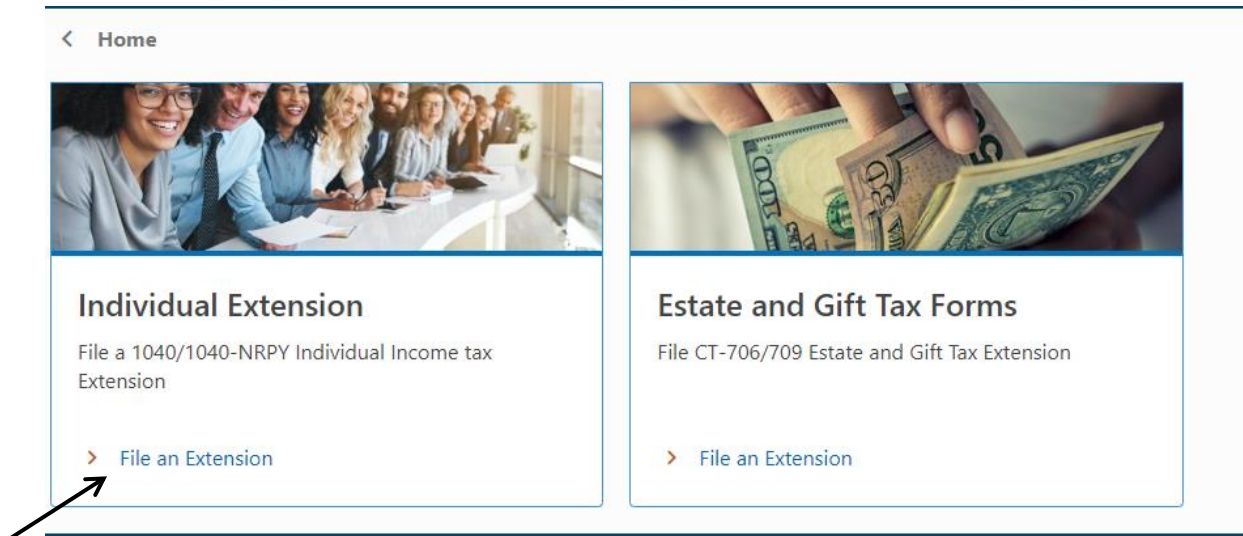 Home
Individual Extension
File a 1040/1040-NRPY Individual Income tax
Extension
> File an Extension
Estate and Gift Tax Forms
File CT-706/709 Estate and Gift Tax Extension
> File an Extension